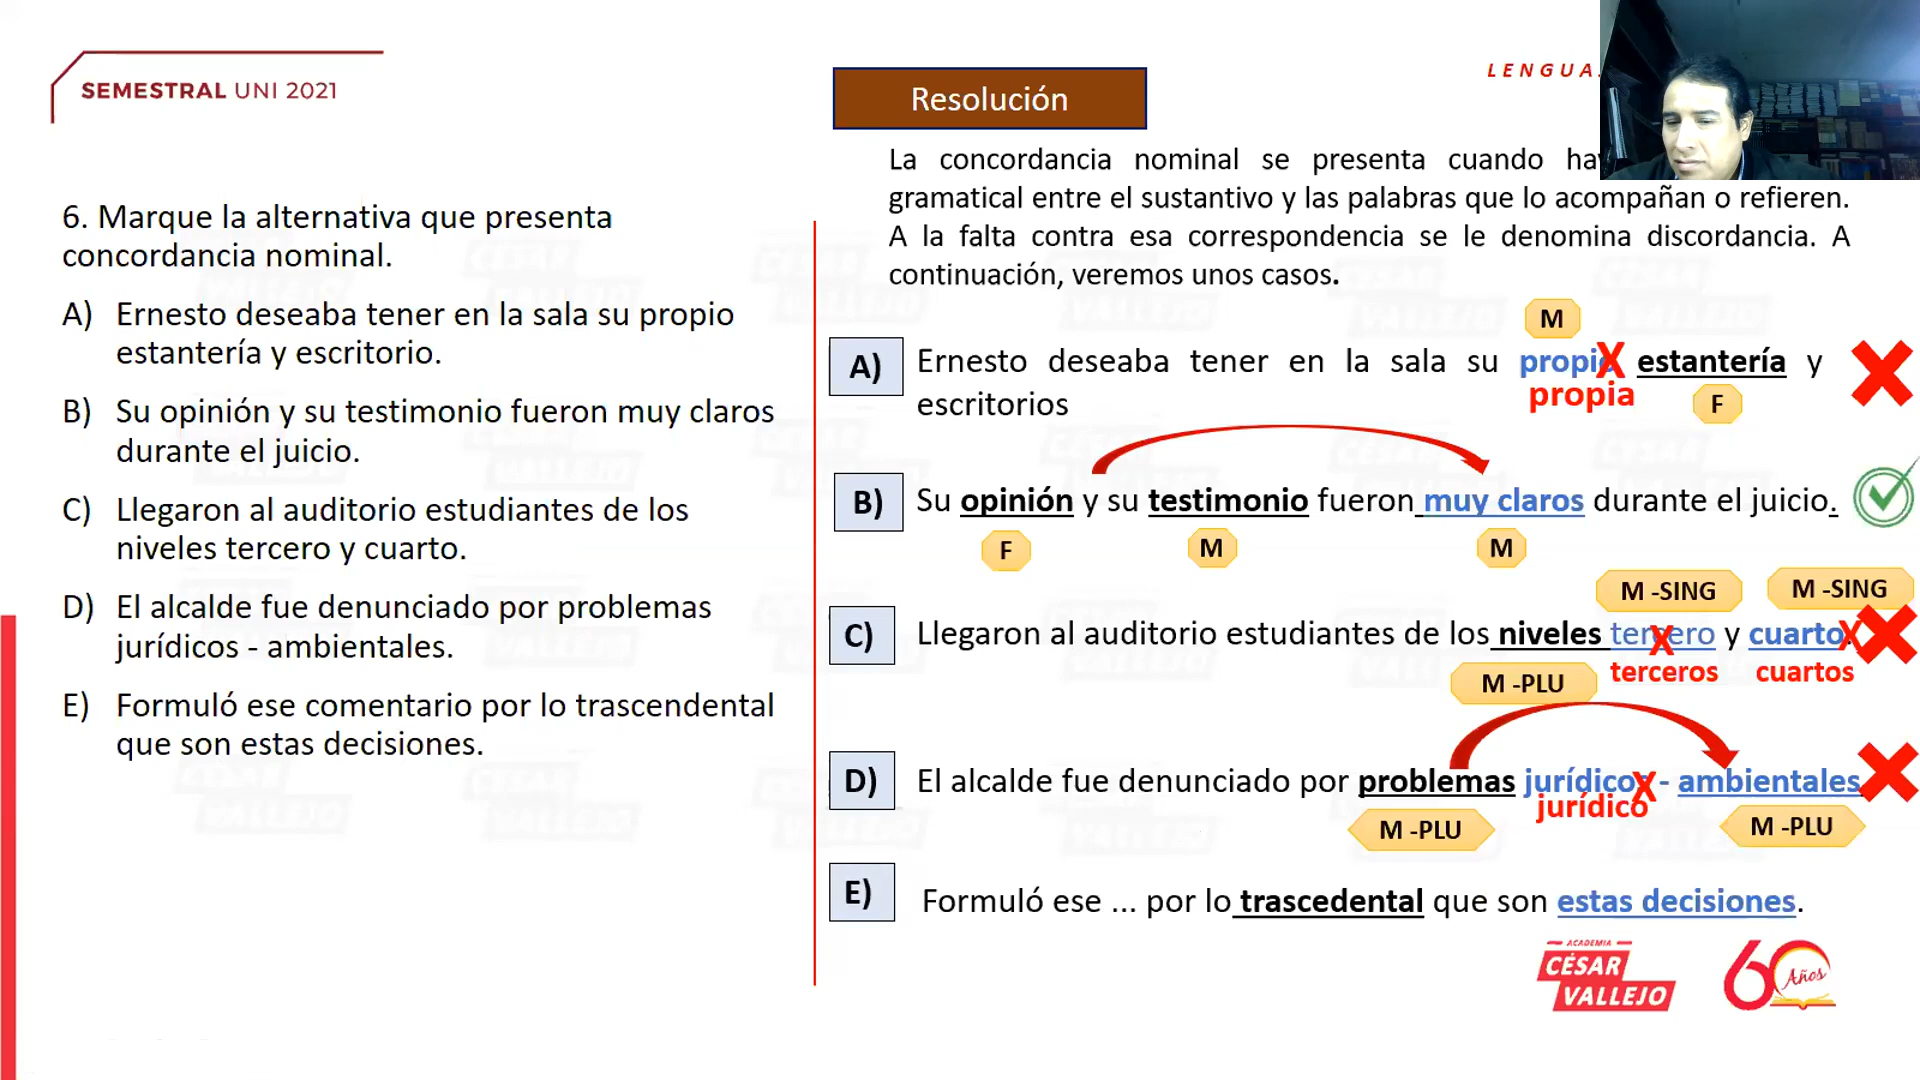 SEMESTRAL UNI 2021
6. Marque la alternativa que presenta
concordancia nominal.
A) Ernesto deseaba tener en la sala su propio
estantería y escritorio.
B) Su opinión y su testimonio fueron muy claros
durante el juicio.
C) Llegaron al auditorio estudiantes de los
niveles tercero y cuarto.
D) El alcalde fue denunciado por problemas
jurídicos - ambientales.
E) Formuló ese comentario por lo trascendental
que son estas decisiones.
Resolución
LENGUA
La concordancia nominal se presenta cuando
gramatical entre el sustantivo y las palabras que lo acompañan o refieren.
A la falta contra esa correspondencia se le denomina discordancia. A
continuación, veremos unos casos.
M
A) Ernesto deseaba tener en la sala su propio estantería y
propia
F
escritorios
B) Su opinión y su testimonio fueron muy claros durante el juicio.
F M M
M -SING M -SING
C) Llegaron al auditorio estudiantes de los niveles tercero y cuarto.
terceros cuartos
M -PLU
D) El alcalde fue denunciado por problemas jurídicos - ambientales
jurídico
M -PLU M -PLU
E) Formuló ese ... por lo trascedental que son estas decisiones.
ACADEMIA
CÉSAR
VALLEJO
60
Años